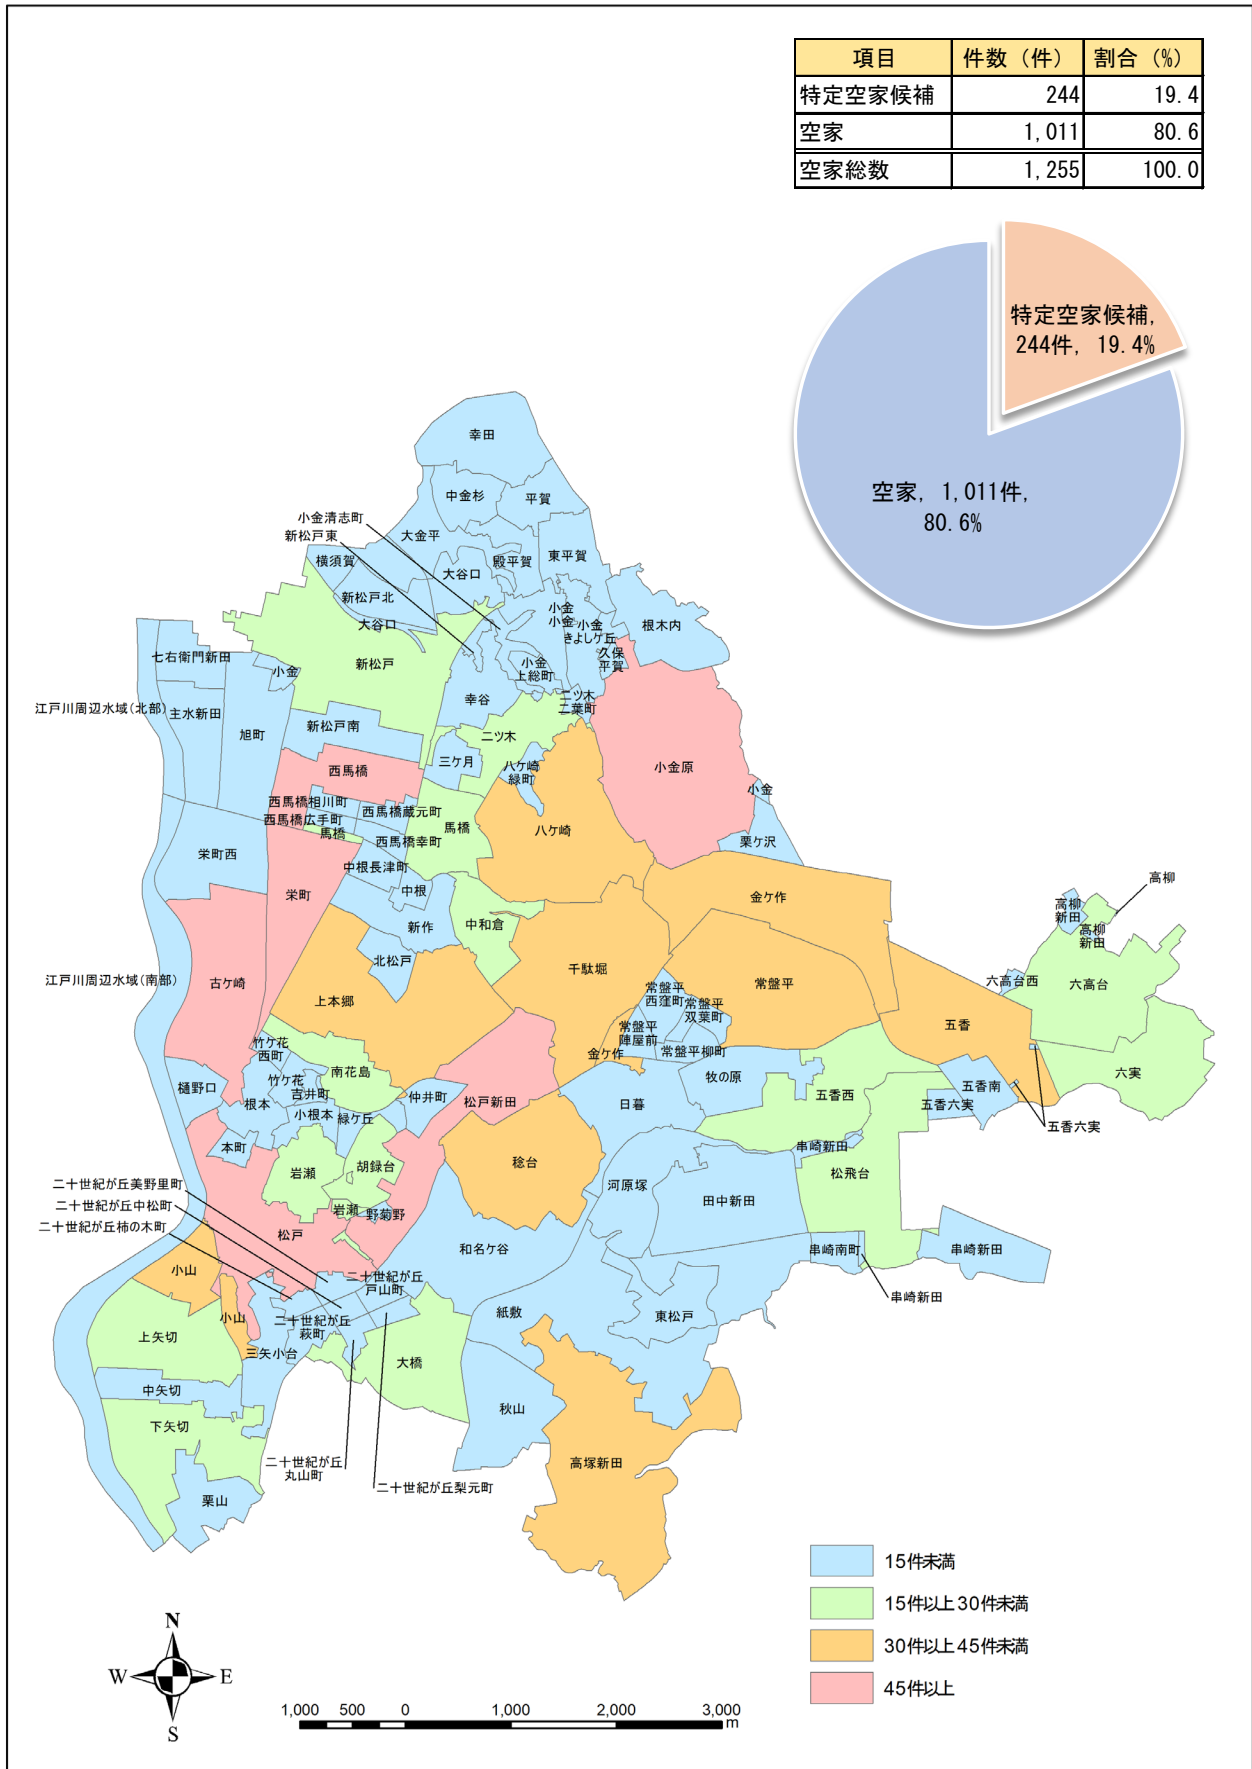 項目 件数（件） 割合（%）
特定空家候補 244 19.4
空家 1,011 80.6
空家総数 1,255 100.0
特定空家候補,
244件, 19.4%
空家, 1,011件,
80.6%
幸田
中金杉
平賀
小金清志町
新松戸東
大金平
横須賀
殿平賀
東平賀
大谷口
新松戸北
小金
小金
小金
きよしケ丘
根木内
大谷口
新松戸
久保
平賀
小金
上総町
七右衛門新田
小金
幸谷
二ツ木
二葉町
江戸川周辺水域(北部)
主水新田
旭町
新松戸南
二ツ木
三ケ月
八ケ崎
緑町
小金原
西馬橋
小金
西馬橋相川町
西馬橋蔵元町
西馬橋広手町
馬橋
馬橋
西馬橋幸町
八ケ崎
栗ケ沢
栄町西
中根長津町
中根
栄町
金ケ作
高柳
高柳
新田
高柳
新田
新作
中和倉
北松戸
千駄堀
江戸川周辺水域(南部)
古ケ崎
上本郷
常盤平
西窪町
常盤平
双葉町
常盤平
六高台西
六高台
五香
常盤平
陣屋前
常盤平柳町
金ケ作
竹ケ花
西町
南花島
竹ケ花
吉井町
樋野口
根本
小根本
緑ケ丘
仲井町
松戸新田
日暮
牧の原
五香西
五香南
五香六実
六実
五香六実
本町
岩瀬
胡録台
稔台
串崎新田
松飛台
河原塚
田中新田
二十世紀が丘美野里町
二十世紀が丘中松町
二十世紀が丘柿の木町
岩瀬
野菊野
松戸
和名ケ谷
串崎南町
串崎新田
串崎新田
小山
二十世紀が丘
戸山町
小山
二十世紀が丘
萩町
紙敷
東松戸
上矢切
三矢小台
大橋
中矢切
秋山
下矢切
二十世紀が丘
丸山町
二十世紀が丘梨元町
高塚新田
栗山
15件未満
15件以上30件未満
30件以上45件未満
45件以上
N
W E
S
1,000 500 0 1,000 2,000 3,000
m